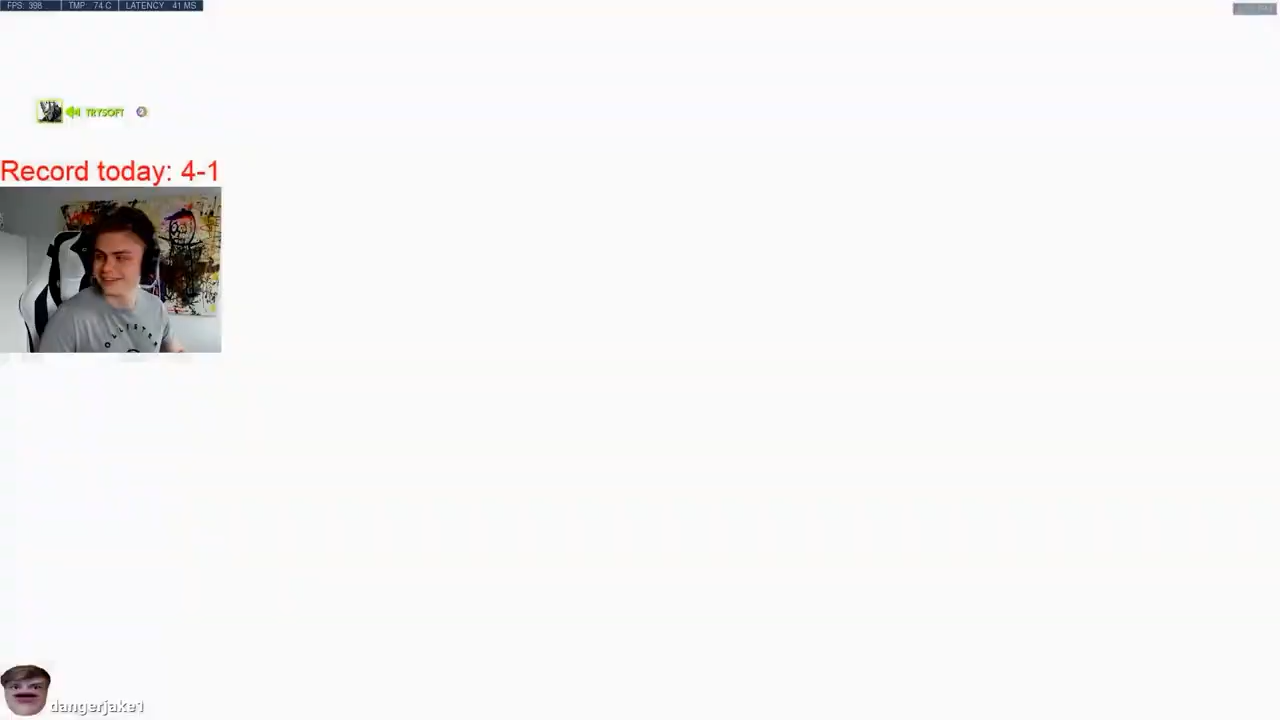 FPS: 398 TMP: 74 C LATENCY 41 MS
TRYSOFT
Record today: 4-1
dangerjake1